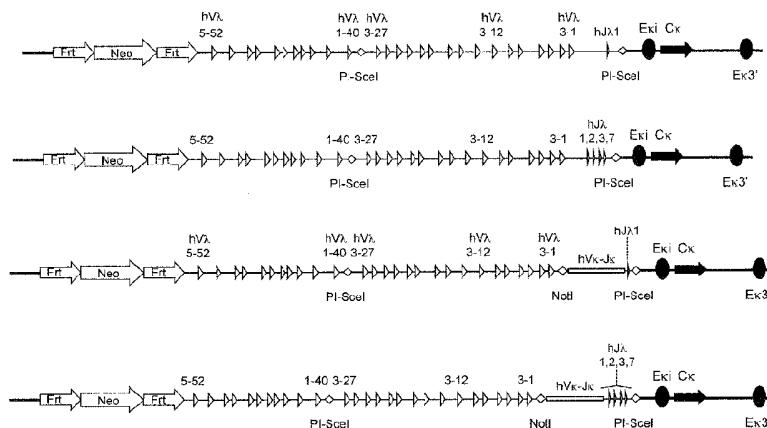 hVλ hVλ hVλ hVλ hVλ
5-52 1-40 3-27 3-12 3-1 hJλ1 Eκi Cκ
Frt Neo Frt
PI-SceI PI-SceI Eκ3'
hJλ
5-52 1-40 3-27 3-12 3-1 1,2,3,7 Eκi Cκ
Frt Neo Frt
PI-SceI PI-SceI Eκ3'
hVλ hVλ hVλ hVλ hVλ hJλ1
5-52 1-40 3-27 3-12 3-1 hVκ-Jκ Eκi Cκ
Frt Neo Frt
PI-SceI NotI PI-SceI Eκ3
hJλ
5-52 1-40 3-27 3-12 3-1 hVκ-Jκ 1,2,3,7 Eκi Cκ
Frt Neo Frt
PI-SceI NotI PI-SceI Eκ3